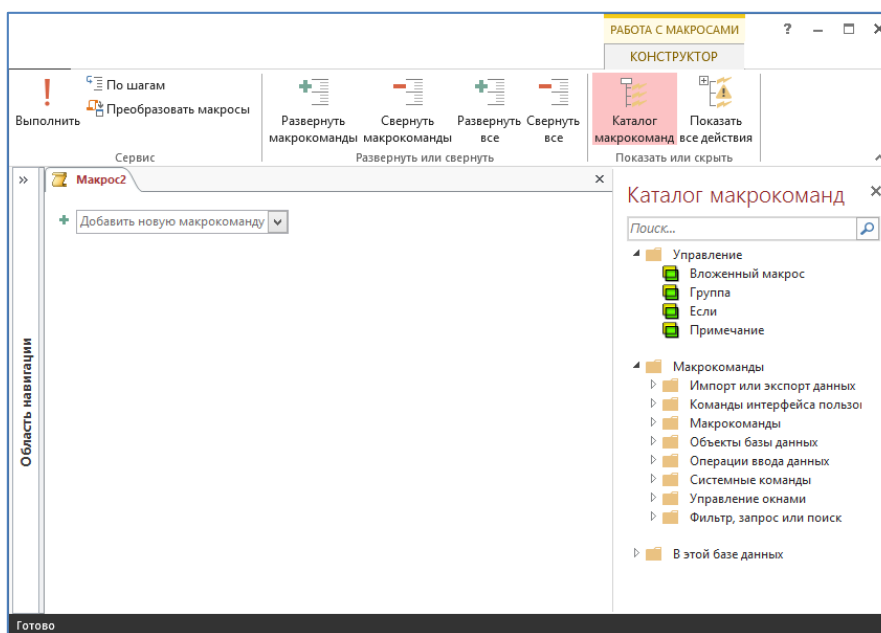 РАБОТА С МАКРОСАМИ
?
КОНСТРУКТОР
По шагам
Преобразовать макросы
Выполнить
Развернуть макрокоманды
Свернуть макрокоманды
Развернуть все
Свернуть все
Каталог макрокоманд
Показать все действия
Сервис
Развернуть или свернуть
Показать или скрыть
»
Макрос2
Добавить новую макрокоманду
Область навигации
Каталог макрокоманд
Поиск...
Управление
Вложенный макрос
Группа
Если
Примечание
Макрокоманды
Импорт или экспорт данных
Команды интерфейса пользо
Макрокоманды
Объекты базы данных
Операции ввода данных
Системные команды
Управление окнами
Фильтр, запрос или поиск
В этой базе данных
Готово